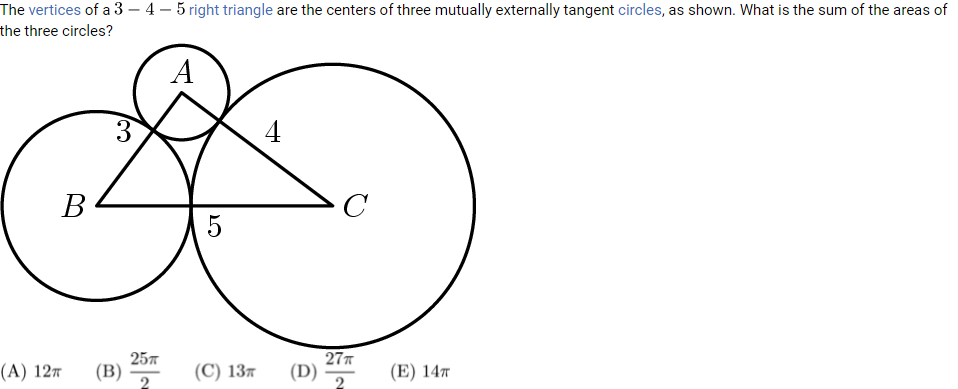 The vertices of a 3 − 4 − 5 right triangle are the centers of three mutually externally tangent circles, as shown. What is the sum of the areas of
the three circles?
A
3
4
B
C
5
(A) 12π (B) 25π/2 (C) 13π (D) 27π/2 (E) 14π